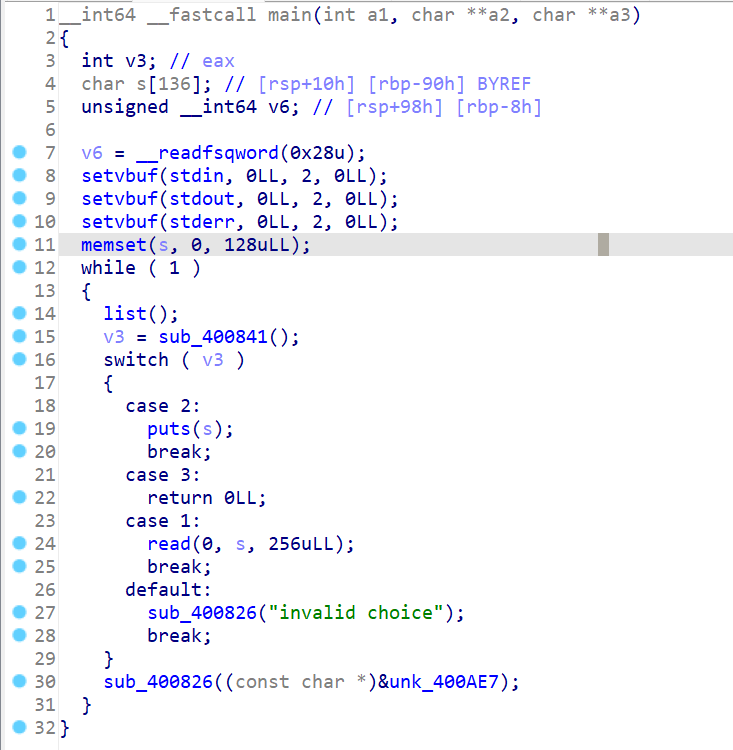 1 __int64 __fastcall main(int a1, char **a2, char **a3)
2 {
3   int v3; // eax
4   char s[136]; // [rsp+10h] [rbp-90h] BYREF
5   unsigned __int64 v6; // [rsp+98h] [rbp-8h]
6
7   v6 = __readfsqword(0x28u);
8   setvbuf(stdin, 0LL, 2, 0LL);
9   setvbuf(stdout, 0LL, 2, 0LL);
10   setvbuf(stderr, 0LL, 2, 0LL);
11   memset(s, 0, 128uLL);
12   while ( 1 )
13   {
14     list();
15     v3 = sub_400841();
16     switch ( v3 )
17     {
18       case 2:
19         puts(s);
20         break;
21       case 3:
22         return 0LL;
23       case 1:
24         read(0, s, 256uLL);
25         break;
26       default:
27         sub_400826("invalid choice");
28         break;
29     }
30     sub_400826((const char *)&unk_400AE7);
31   }
32 }